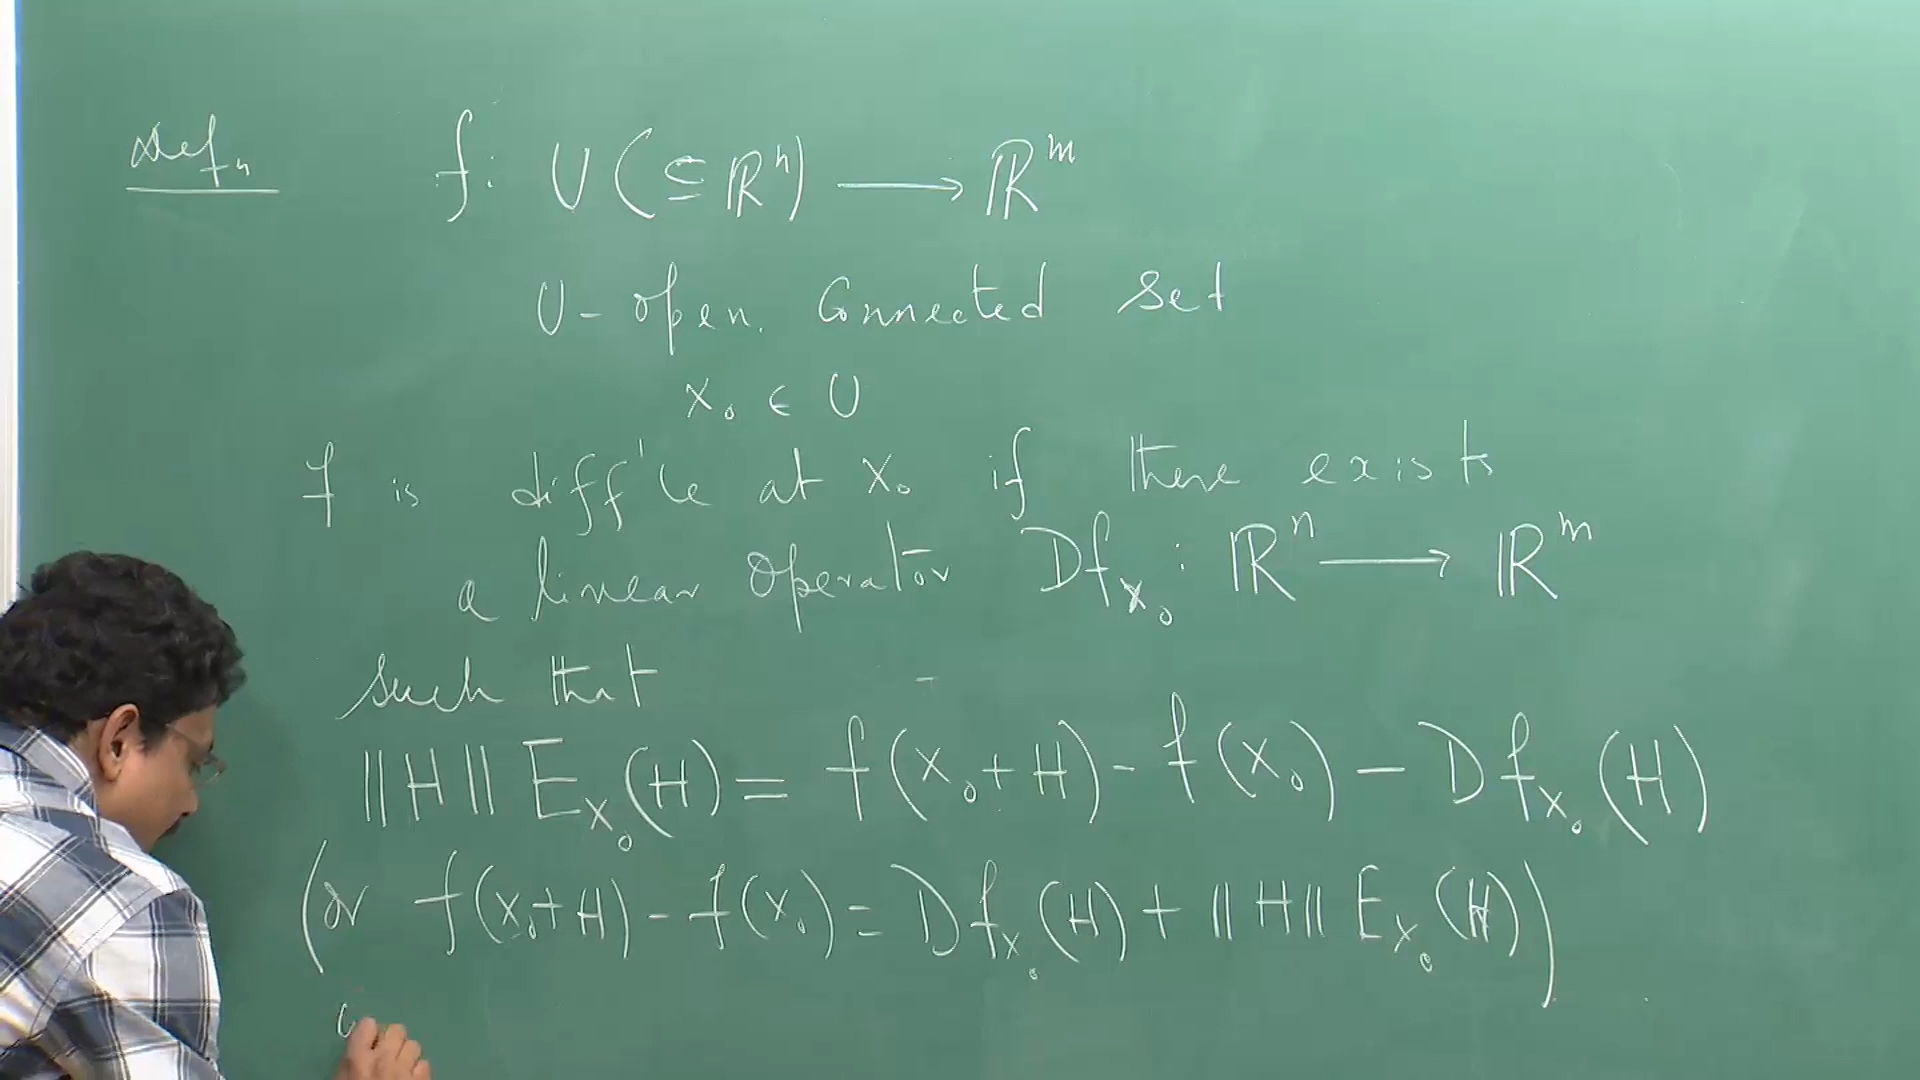 Defn f: U(⊆ ℝⁿ) ⟶ ℝᵐ
U - open. Connected set
X₀ ∈ U
f is diff'le at X₀ if there exists
a linear operator Df_{X₀} : ℝⁿ ⟶ ℝᵐ
such that
||H|| E_{X₀}(H) = f(X₀+H) - f(X₀) - Df_{X₀}(H)
(or f(X₀+H) - f(X₀) = Df_{X₀}(H) + ||H|| E_{X₀}(H))